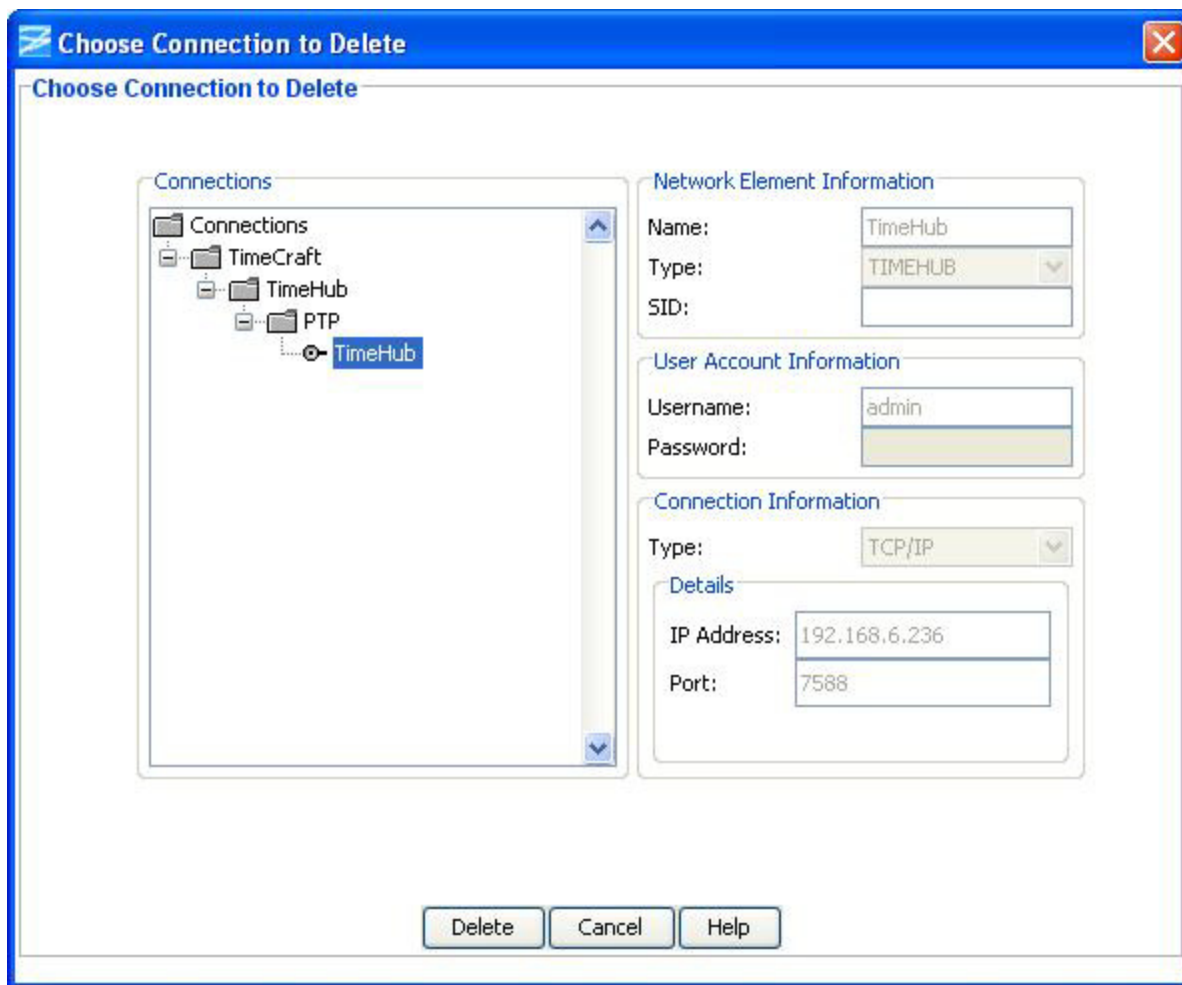 Choose Connection to Delete
Choose Connection to Delete
Connections
Connections
TimeCraft
TimeHub
PTP
TimeHub
Network Element Information
Name: TimeHub
Type: TIMEHUB
SID:
User Account Information
Username: admin
Password:
Connection Information
Type: TCP/IP
Details
IP Address: 192.168.6.236
Port: 7588
Delete Cancel Help